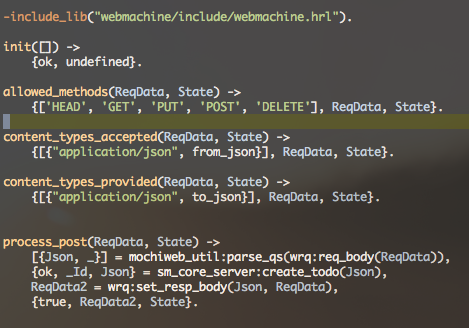 -include_lib("webmachine/include/webmachine.hrl").
init([]) ->
{ok, undefined}.
allowed_methods(ReqData, State) ->
{['HEAD', 'GET', 'PUT', 'POST', 'DELETE'], ReqData, State}.
content_types_accepted(ReqData, State) ->
{[{"application/json", from_json}], ReqData, State}.
content_types_provided(ReqData, State) ->
{[{"application/json", to_json}], ReqData, State}.
process_post(ReqData, State) ->
[{Json, _}] = mochiweb_util:parse_qs(wrq:req_body(ReqData)),
{ok, _Id, Json} = sm_core_server:create_todo(Json),
ReqData2 = wrq:set_resp_body(Json, ReqData),
{true, ReqData2, State}.